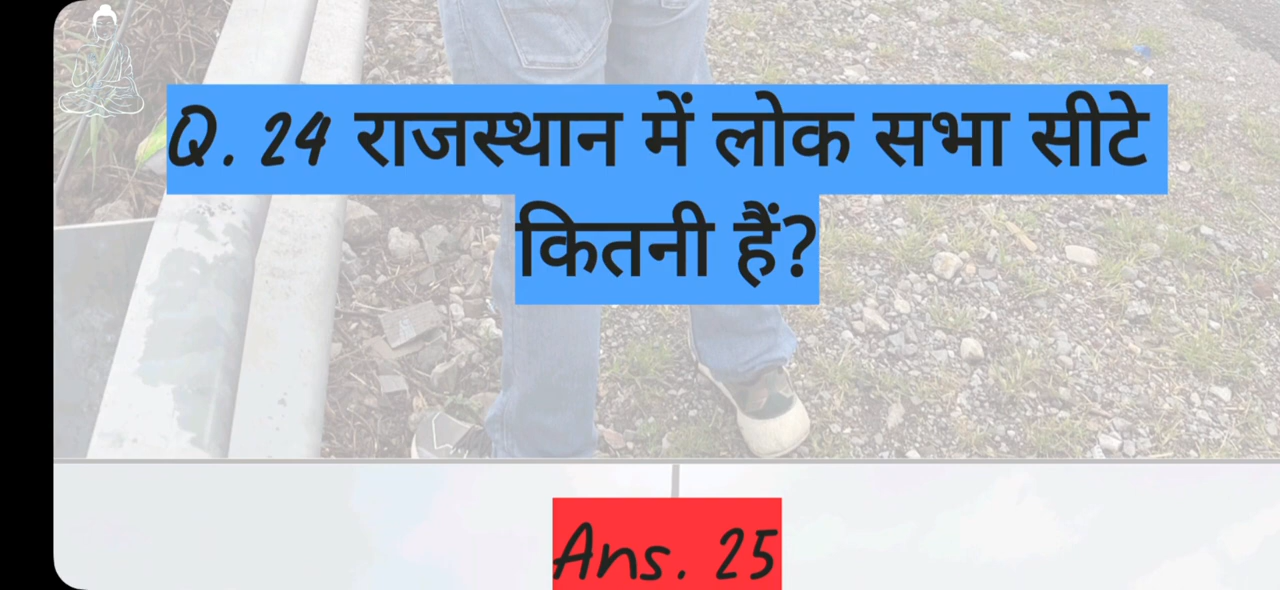 Q. 24 राजस्थान में लोक सभा सीटे
कितनी हैं?
Ans. 25